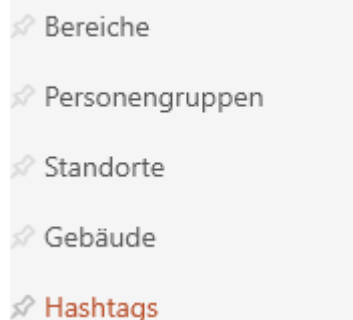 Bereiche
Personengruppen
Standorte
Gebäude
Hashtags